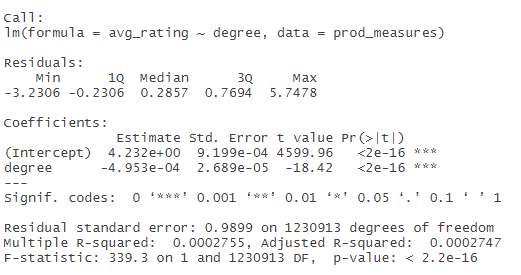 Call:
lm(formula = avg_rating ~ degree, data = prod_measures)
Residuals:
Min 1Q Median 3Q Max
-3.2306 -0.2306 0.2857 0.7694 5.7478
Coefficients:
Estimate Std. Error t value Pr(>|t|)
(Intercept) 4.232e+00 9.199e-04 4599.96 <2e-16 ***
degree -4.953e-04 2.689e-05 -18.42 <2e-16 ***
---
Signif. codes: 0 ‘***’ 0.001 ‘**’ 0.01 ‘*’ 0.05 ‘.’ 0.1 ‘ ’ 1
Residual standard error: 0.9899 on 1230913 degrees of freedom
Multiple R-squared: 0.0002755, Adjusted R-squared: 0.0002747
F-statistic: 339.3 on 1 and 1230913 DF, p-value: < 2.2e-16